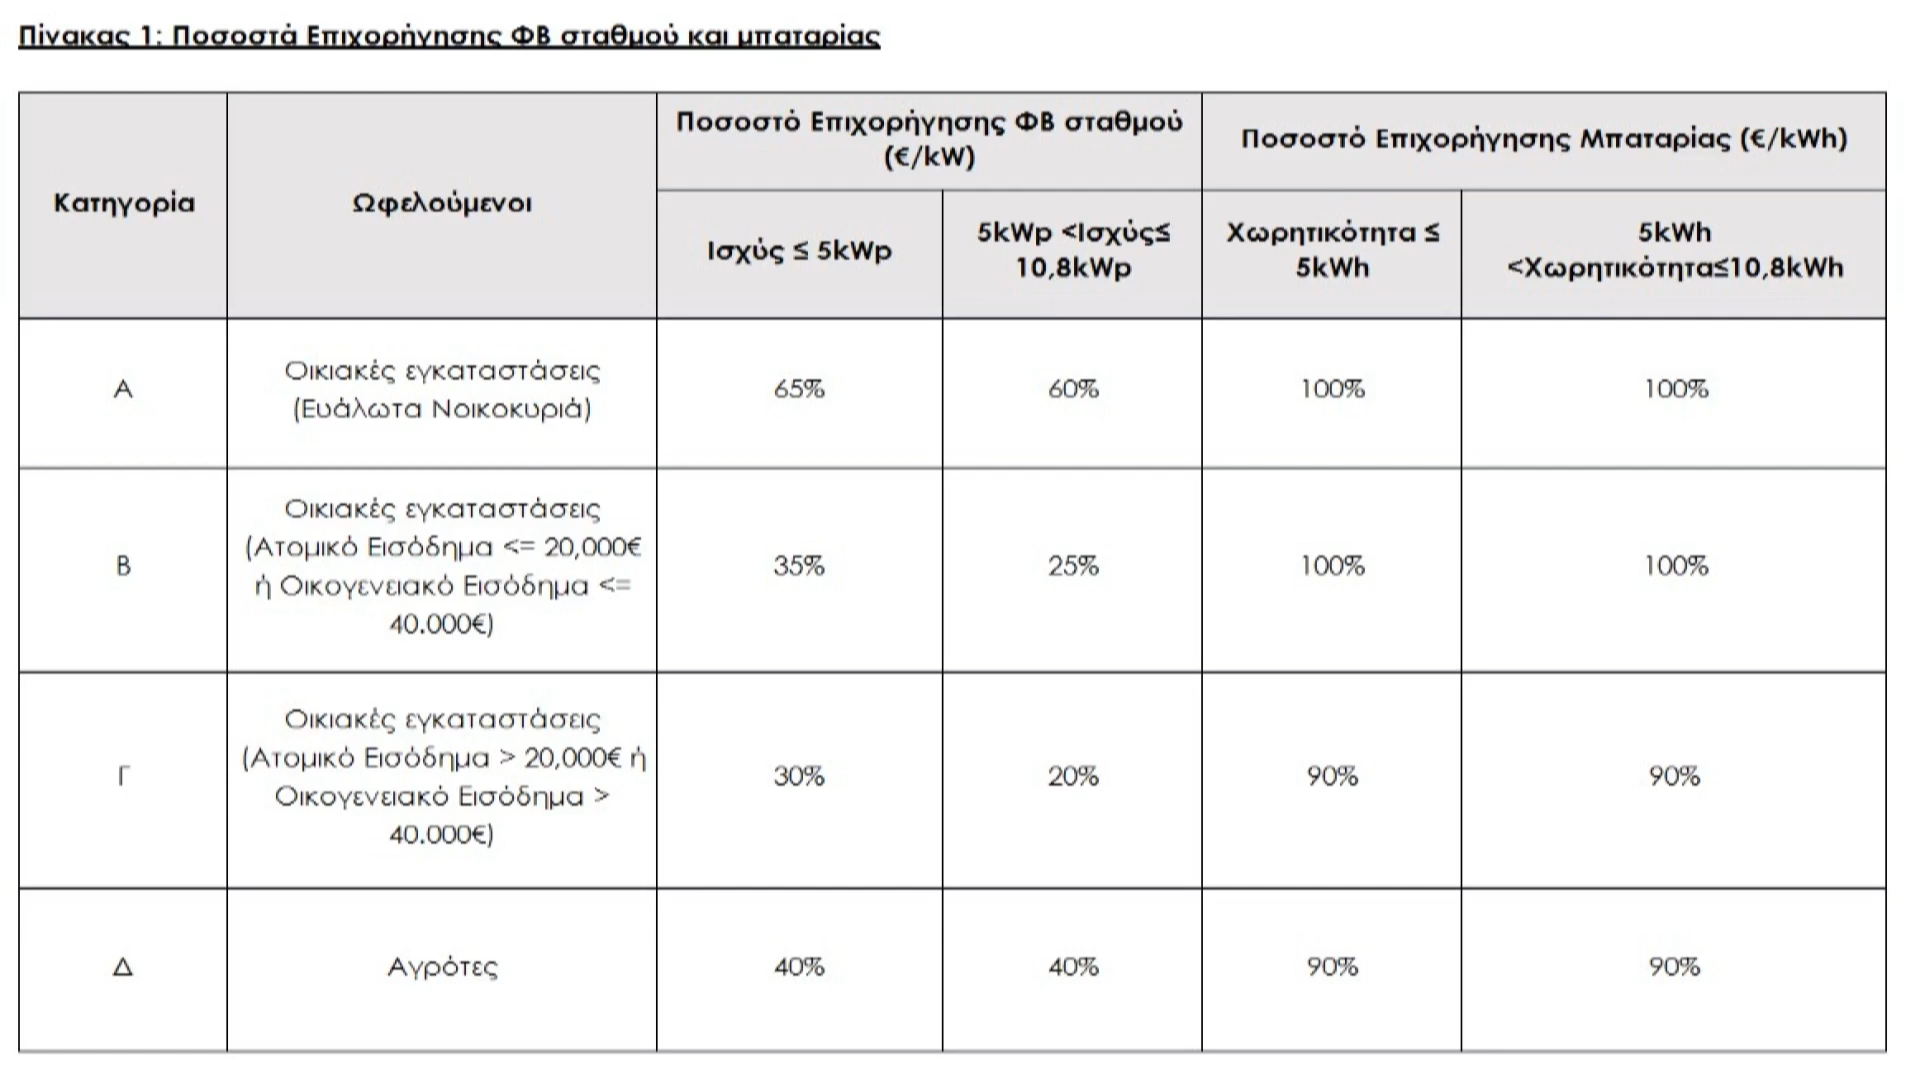 Πίνακας 1: Ποσοστά Επιχορήγησης ΦΒ σταθμού και μπαταρίας
Κατηγορία
Ωφελούμενοι
Ποσοστό Επιχορήγησης ΦΒ σταθμού
(€/kW)
Ποσοστό Επιχορήγησης Μπαταρίας (€/kWh)
Ισχύς ≤ 5kWp
5kWp <Ισχύς≤
10,8kWp
Χωρητικότητα ≤
5kWh
5kWh
<Χωρητικότητα≤10,8kWh
Α
Οικιακές εγκαταστάσεις
(Ευάλωτα Νοικοκυριά)
65%
60%
100%
100%
Β
Οικιακές εγκαταστάσεις
(Ατομικό Εισόδημα <= 20,000€
ή Οικογενειακό Εισόδημα <=
40.000€)
35%
25%
100%
100%
Γ
Οικιακές εγκαταστάσεις
(Ατομικό Εισόδημα > 20,000€ ή
Οικογενειακό Εισόδημα >
40.000€)
30%
20%
90%
90%
Δ
Αγρότες
40%
40%
90%
90%